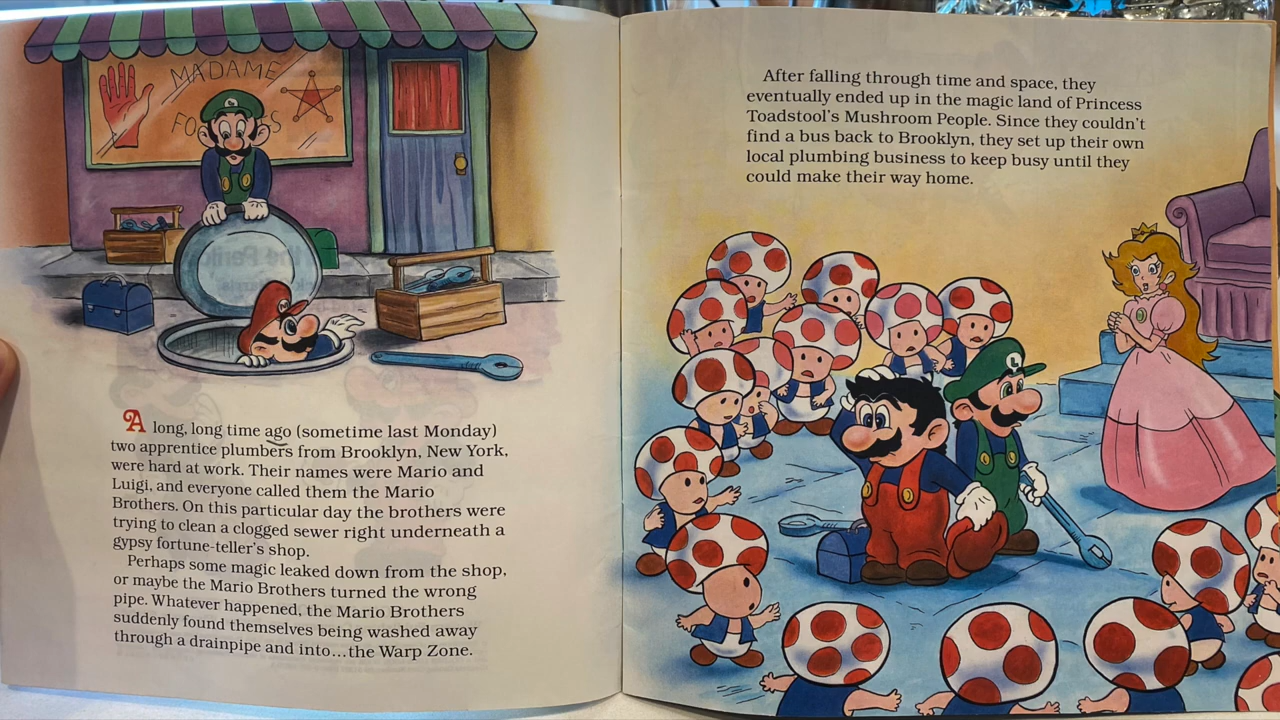 MADAME
A long, long time ago (sometime last Monday)
two apprentice plumbers from Brooklyn, New York,
were hard at work. Their names were Mario and
Luigi, and everyone called them the Mario
Brothers. On this particular day the brothers were
trying to clean a clogged sewer right underneath a
gypsy fortune-teller's shop.
Perhaps some magic leaked down from the shop,
or maybe the Mario Brothers turned the wrong
pipe. Whatever happened, the Mario Brothers
suddenly found themselves being washed away
through a drainpipe and into...the Warp Zone.
After falling through time and space, they
eventually ended up in the magic land of Princess
Toadstool's Mushroom People. Since they couldn't
find a bus back to Brooklyn, they set up their own
local plumbing business to keep busy until they
could make their way home.
L
M
L